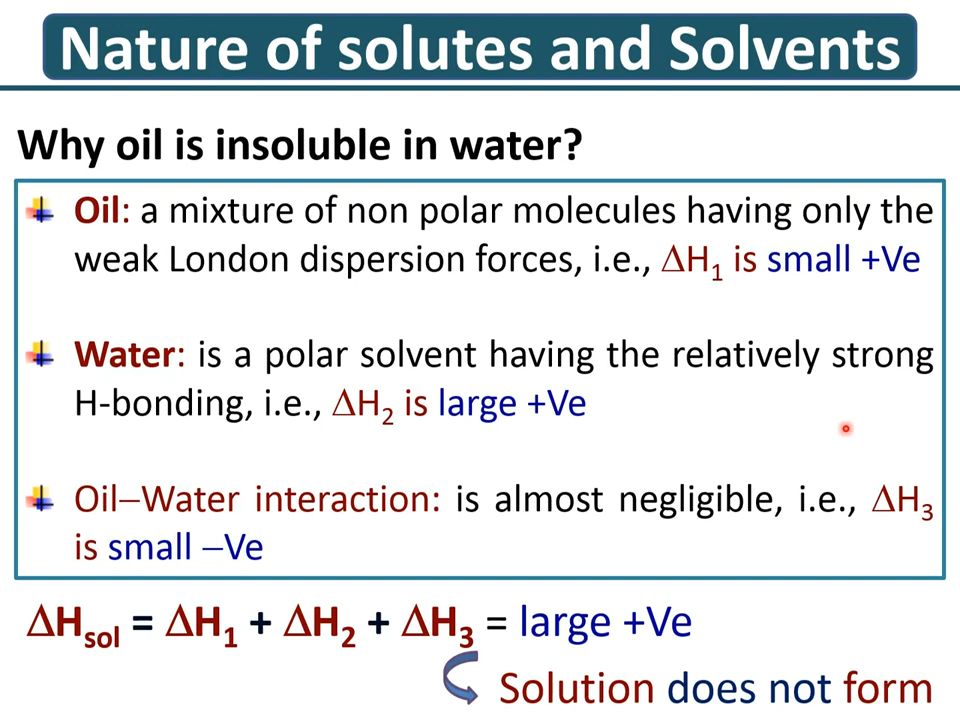 Nature of solutes and Solvents
Why oil is insoluble in water?
Oil: a mixture of non polar molecules having only the
weak London dispersion forces, i.e., ΔH₁ is small +Ve
Water: is a polar solvent having the relatively strong
H-bonding, i.e., ΔH₂ is large +Ve
Oil–Water interaction: is almost negligible, i.e., ΔH₃
is small –Ve
ΔHsol = ΔH₁ + ΔH₂ + ΔH₃ = large +Ve
Solution does not form